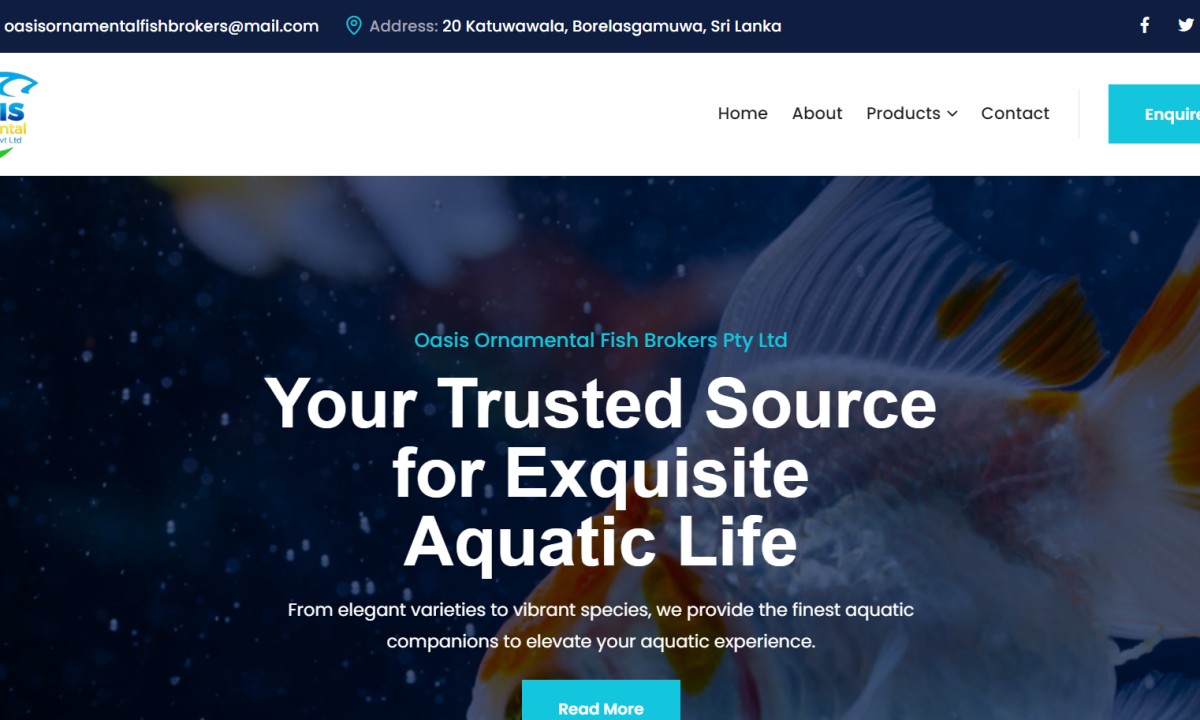 oasisornamentalfishbrokers@mail.com Address: 20 Katuwawala, Borelasgamuwa, Sri Lanka
IS
ntal
vt Ltd
Home About Products Contact
Enquire
Oasis Ornamental Fish Brokers Pty Ltd
Your Trusted Source
for Exquisite
Aquatic Life
From elegant varieties to vibrant species, we provide the finest aquatic
companions to elevate your aquatic experience.
Read More